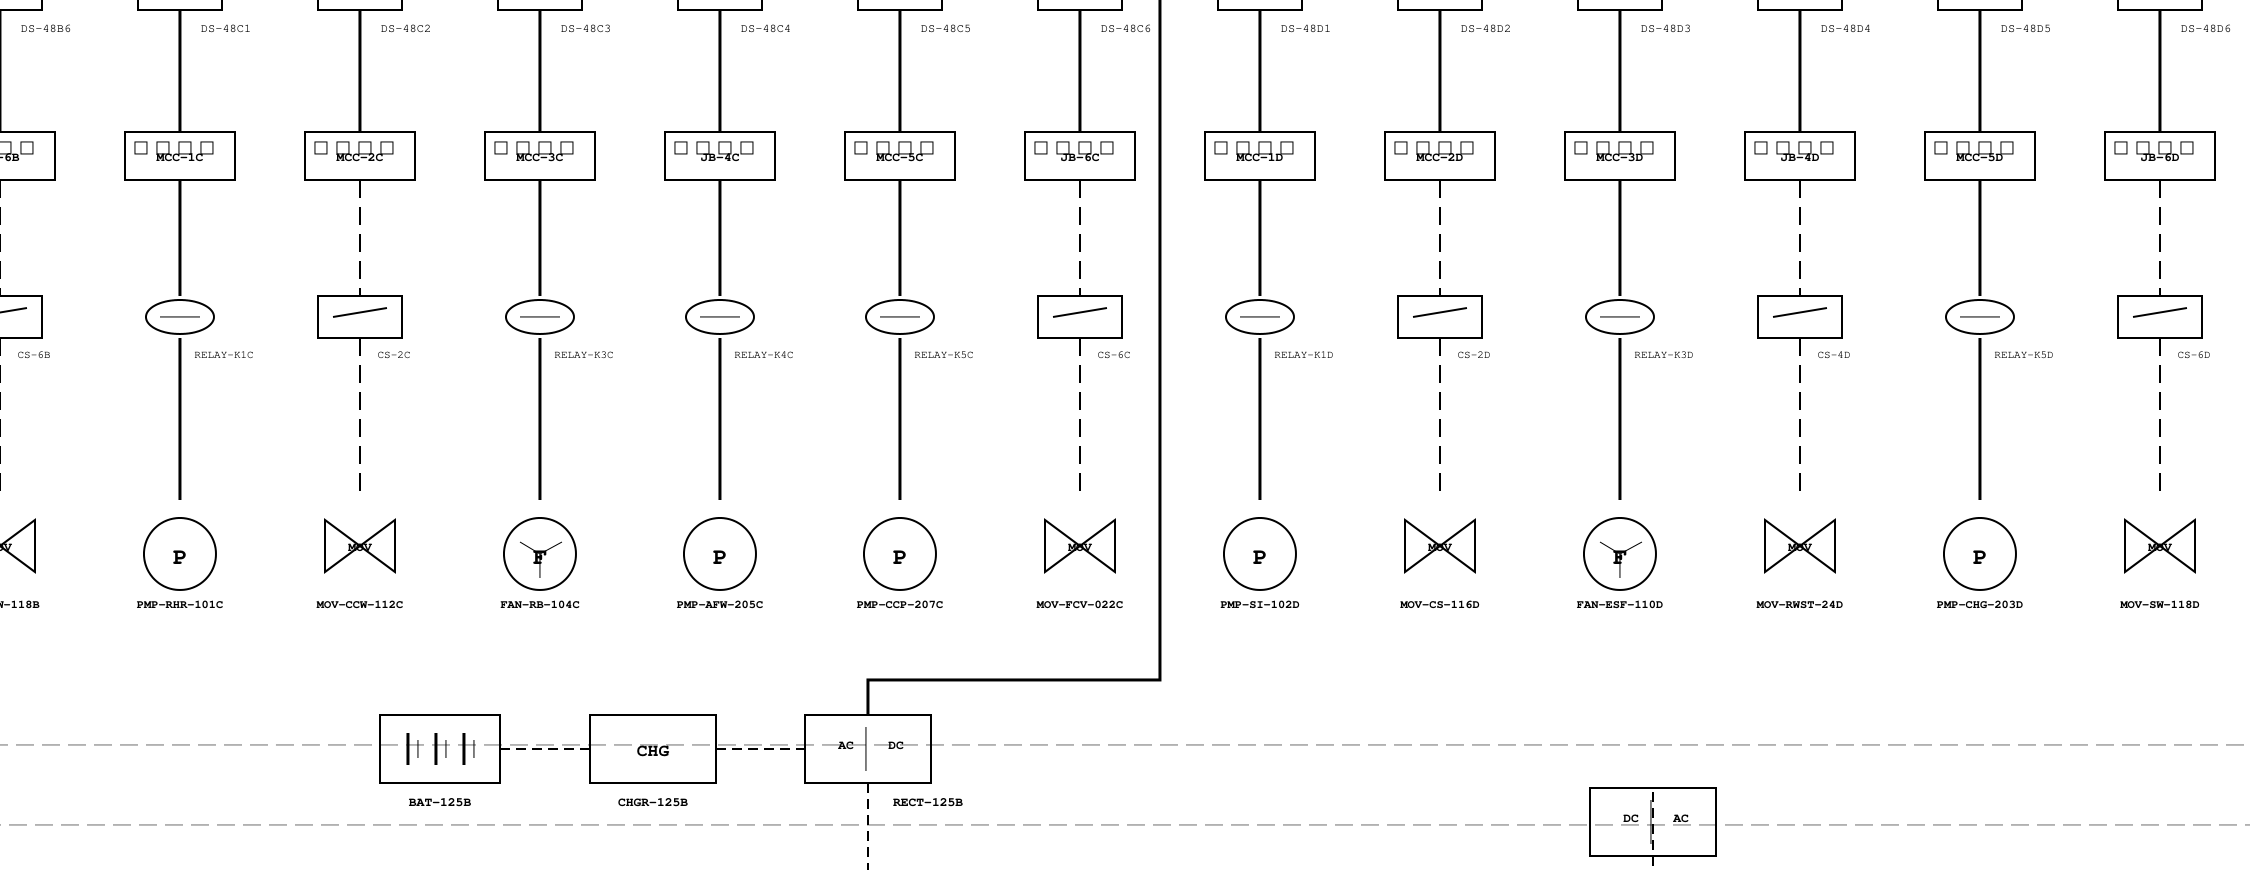 DS-48B6 DS-48C1 DS-48C2 DS-48C3 DS-48C4 DS-48C5 DS-48C6 DS-48D1 DS-48D2 DS-48D3 DS-48D4 DS-48D5 DS-48D6
-6B MCC-1C MCC-2C MCC-3C JB-4C MCC-5C JB-6C MCC-1D MCC-2D MCC-3D JB-4D MCC-5D JB-6D
CS-6B RELAY-K1C CS-2C RELAY-K3C RELAY-K4C RELAY-K5C CS-6C RELAY-K1D CS-2D RELAY-K3D CS-4D RELAY-K5D CS-6D
MOV P MOV F P P MOV P MOV F MOV P MOV
W-118B PMP-RHR-101C MOV-CCW-112C FAN-RB-104C PMP-AFW-205C PMP-CCP-207C MOV-FCV-022C PMP-SI-102D MOV-CS-116D FAN-ESF-110D MOV-RWST-24D PMP-CHG-203D MOV-SW-118D
CHG AC DC
BAT-125B CHGR-125B RECT-125B
DC AC